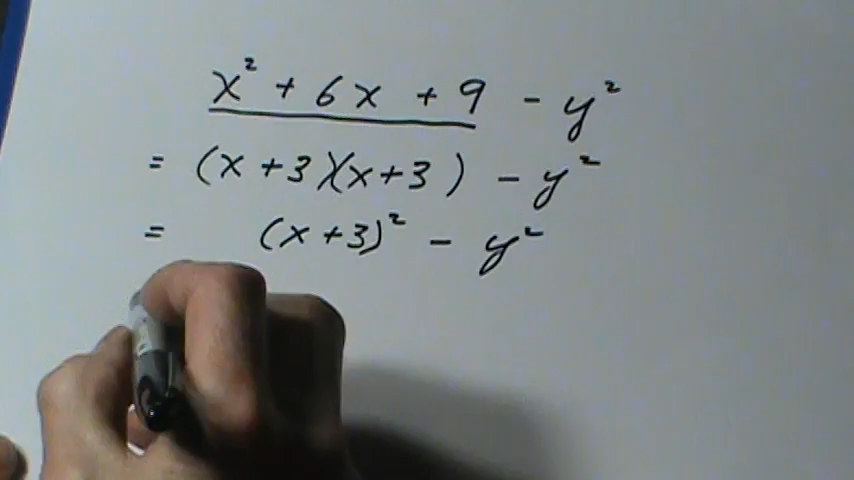 x² + 6x + 9 - y²
= (x + 3)(x + 3) - y²
= (x + 3)² - y²